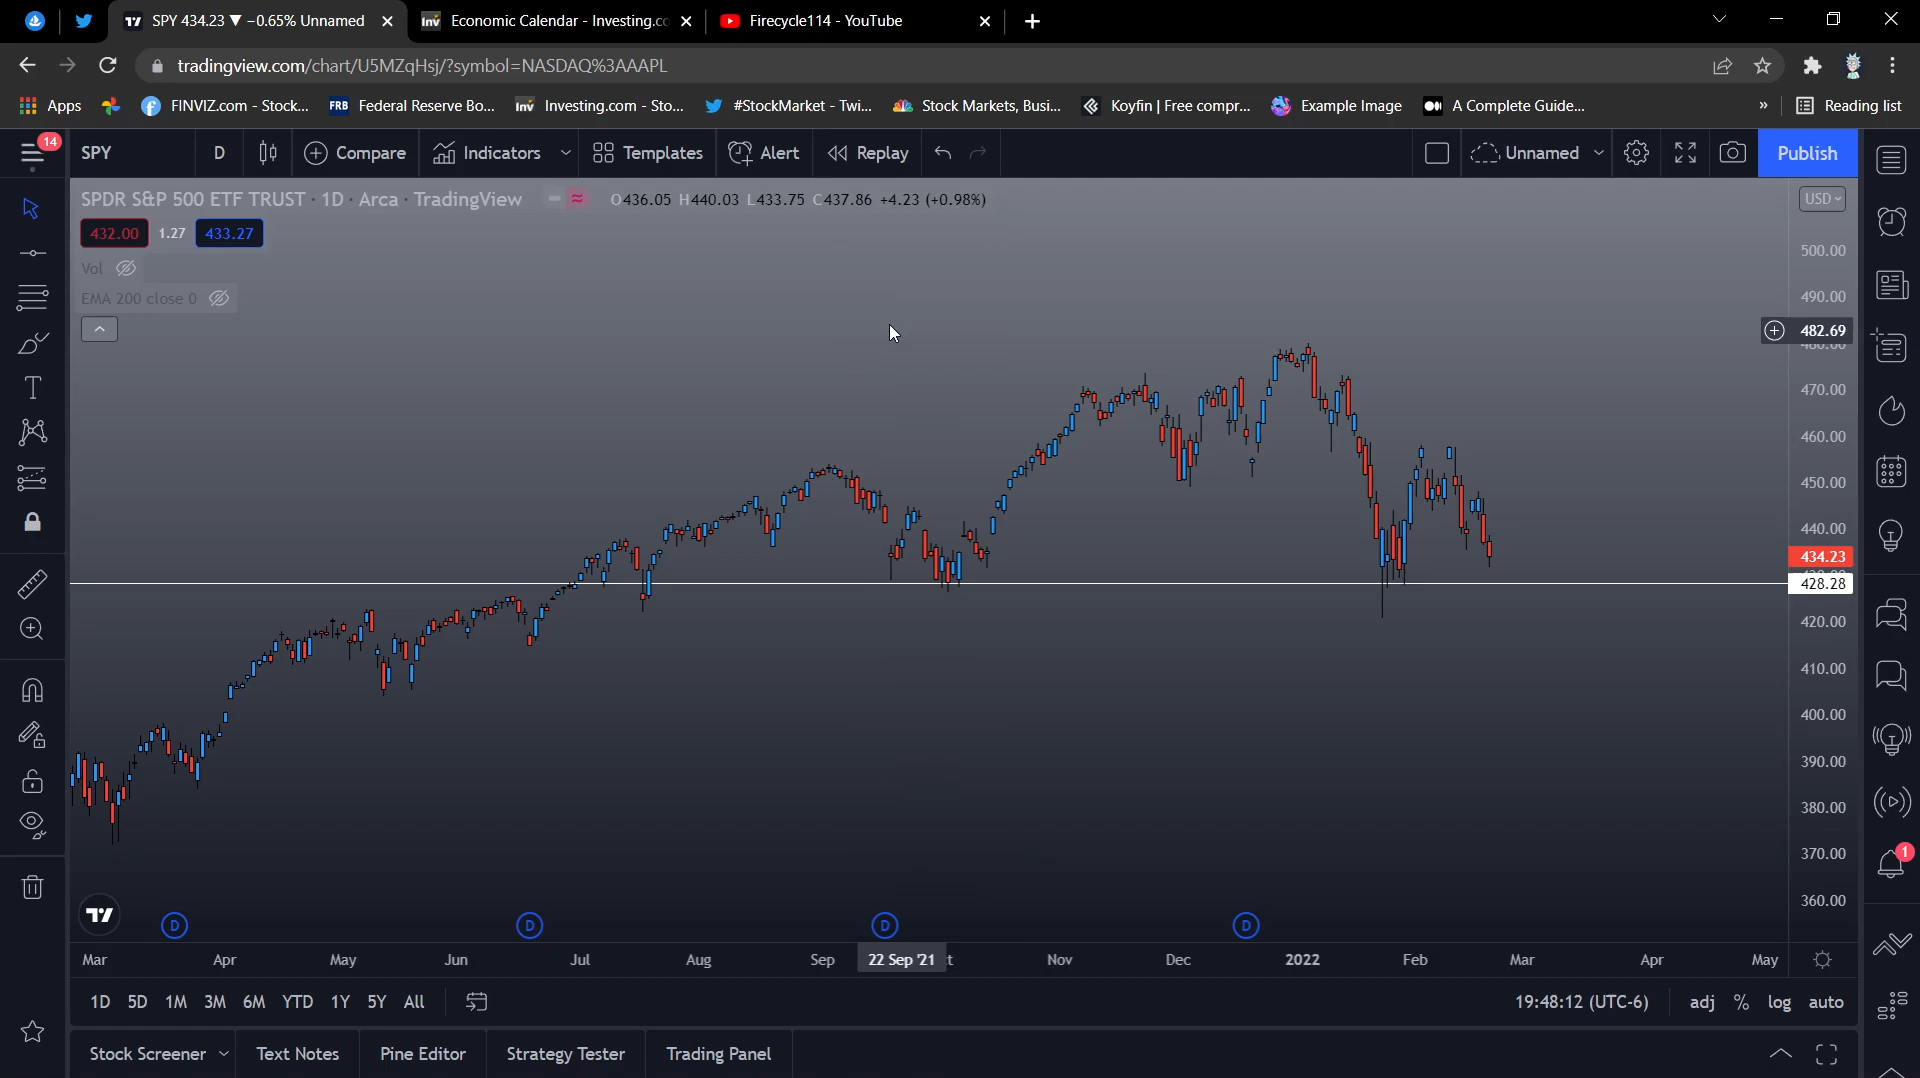 SPY 434.23 ▼ −0.65% Unnamed
Economic Calendar - Investing.co
Firecycle114 - YouTube
tradingview.com/chart/U5MZqHsj/?symbol=NASDAQ%3AAAPL
Apps
FINVIZ.com - Stock...
FRB Federal Reserve Bo...
Inv Investing.com - Sto...
#StockMarket - Twi...
Stock Markets, Busi...
Koyfin | Free compr...
Example Image
A Complete Guide...
»
Reading list
14
SPY
D
Compare
Indicators
Templates
Alert
Replay
Unnamed
Publish
SPDR S&P 500 ETF TRUST · 1D · Arca · TradingView
O436.05 H440.03 L433.75 C437.86 +4.23 (+0.98%)
USD
432.00 1.27 433.27
Vol
EMA 200 close 0
500.00
490.00
482.69
480.00
470.00
460.00
450.00
440.00
434.23
428.28
420.00
410.00
400.00
390.00
380.00
370.00
360.00
1
D D D D
Mar Apr May Jun Jul Aug Sep 22 Sep '21 Nov Dec 2022 Feb Mar Apr May
1D 5D 1M 3M 6M YTD 1Y 5Y All
19:48:12 (UTC-6) adj % log auto
Stock Screener Text Notes Pine Editor Strategy Tester Trading Panel